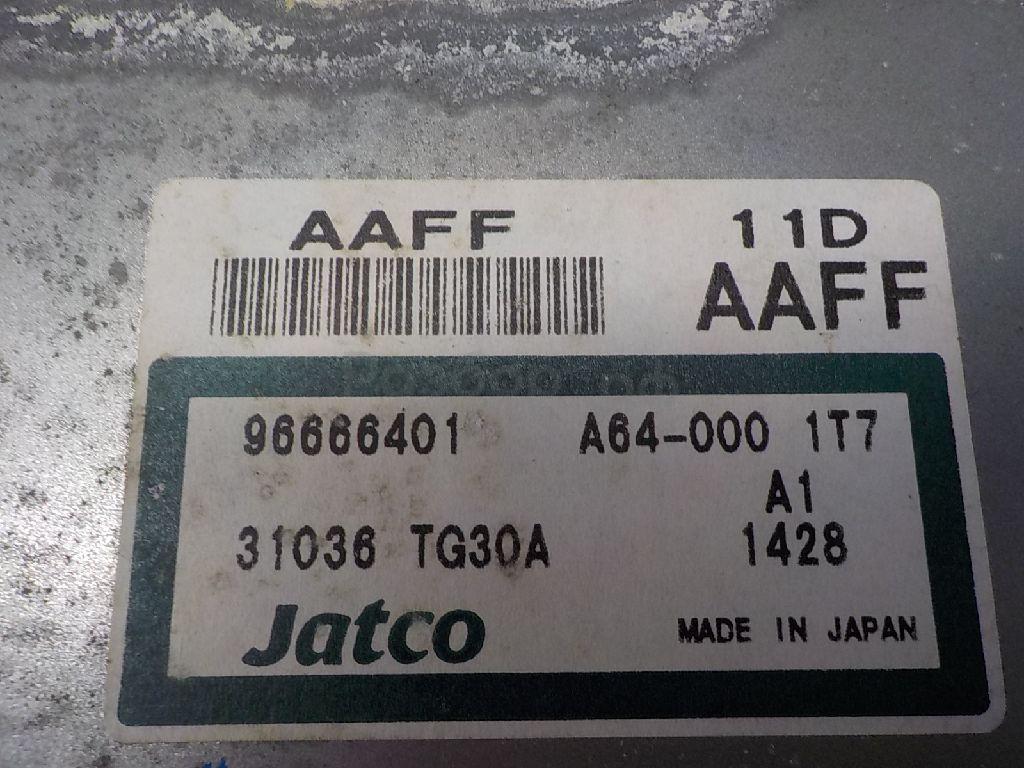 AAFF 11D
AAFF
96666401 A64-000 1T7
A1
31036 TG30A 1428
Jatco MADE IN JAPAN